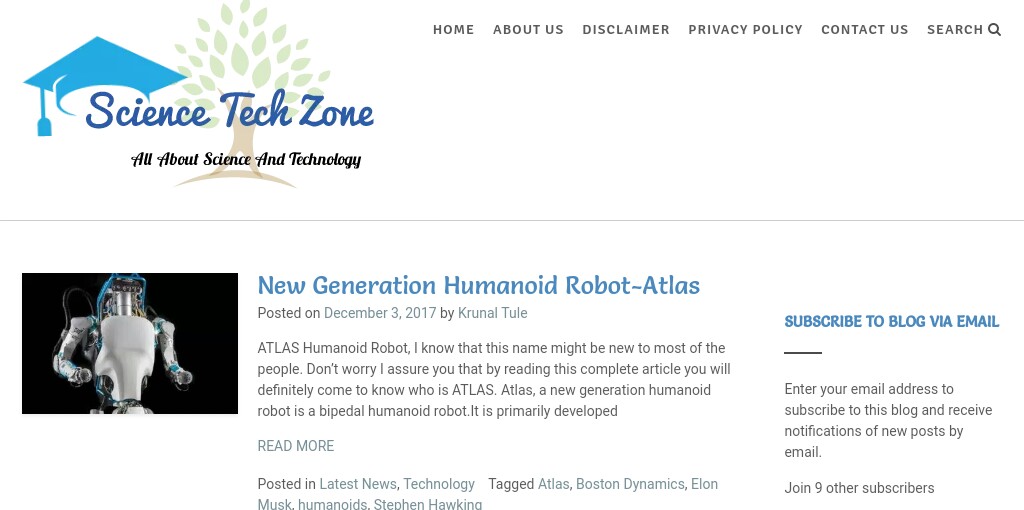 HOME ABOUT US DISCLAIMER PRIVACY POLICY CONTACT US SEARCH
Science Tech Zone
All About Science And Technology
New Generation Humanoid Robot-Atlas
Posted on December 3, 2017 by Krunal Tule
ATLAS Humanoid Robot, I know that this name might be new to most of the
people. Don’t worry I assure you that by reading this complete article you will
definitely come to know who is ATLAS. Atlas, a new generation humanoid
robot is a bipedal humanoid robot.It is primarily developed
READ MORE
Posted in Latest News, Technology Tagged Atlas, Boston Dynamics, Elon
Musk, humanoids, Stephen Hawking
SUBSCRIBE TO BLOG VIA EMAIL
Enter your email address to
subscribe to this blog and receive
notifications of new posts by
email.
Join 9 other subscribers